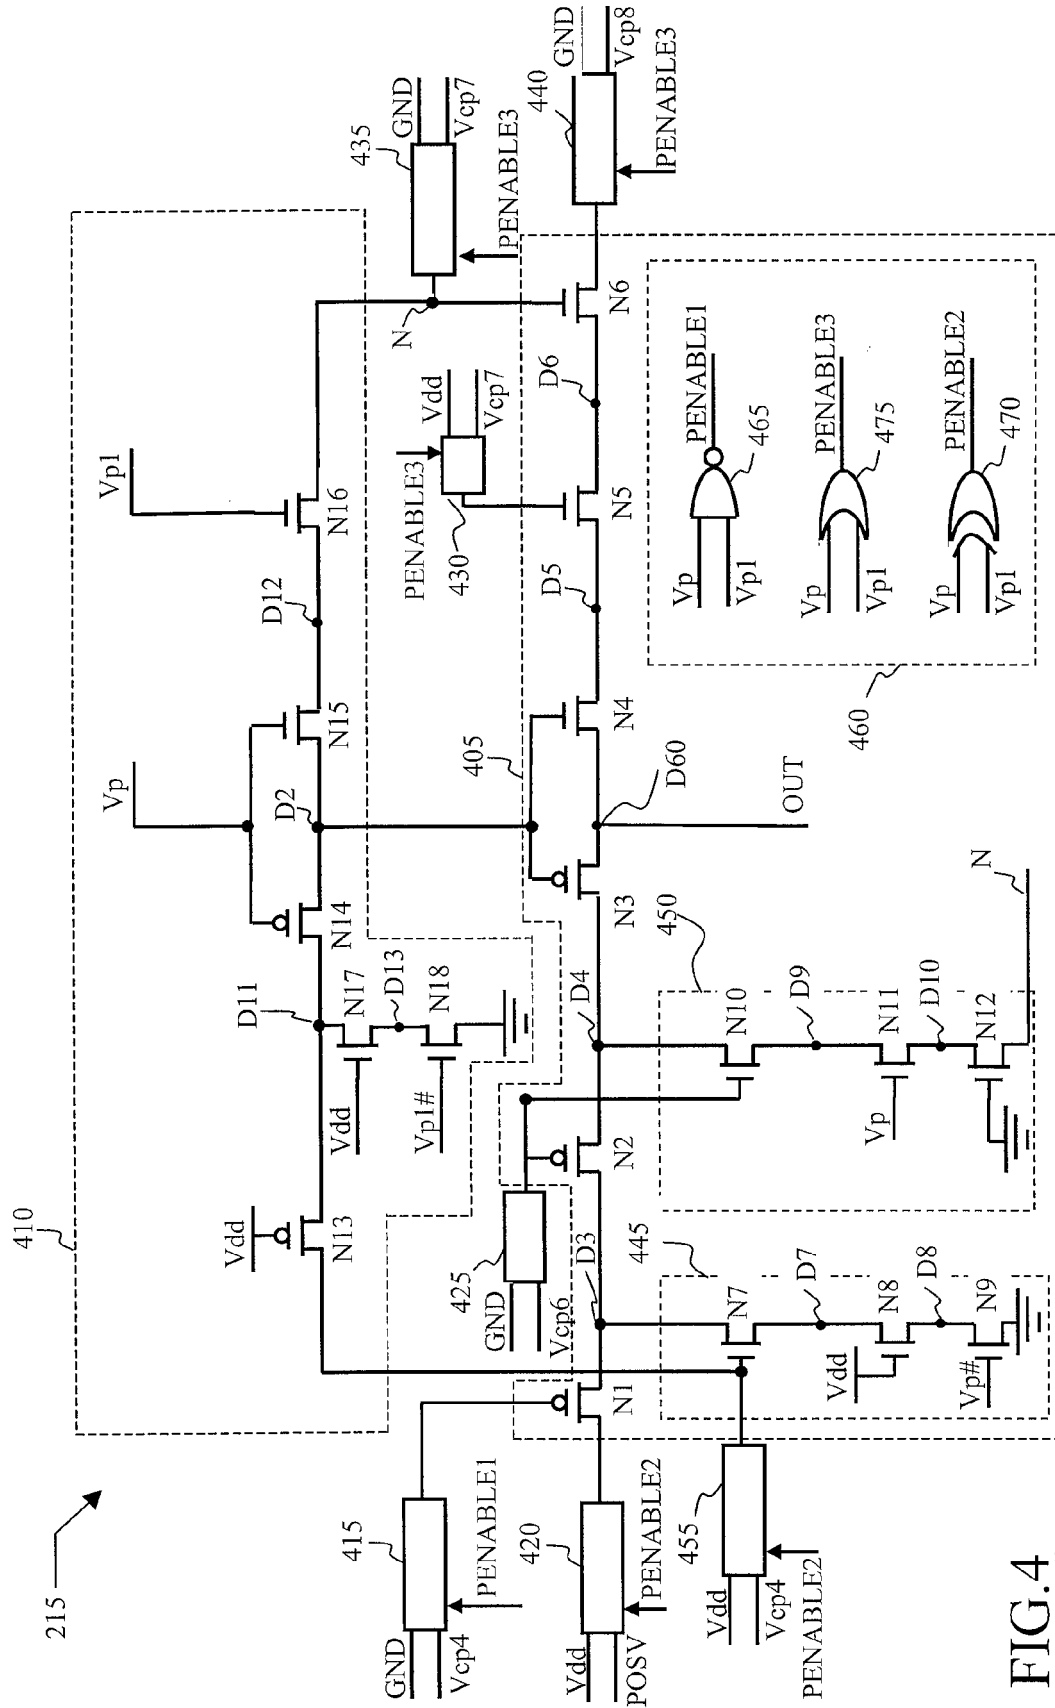 215
410
Vp
Vp1
D2
D12
N15
N16
N14
D11
N17
D13
N18
Vdd
Vp1#
Vdd
N13
GND
Vcp7
435
PENABLE3
N
Vdd
Vcp7
PENABLE3
430
GND
Vcp8
440
PENABLE3
405
415
GND
Vcp4
PENABLE1
420
Vdd
POSV
PENABLE2
425
GND
Vcp6
N1
D3
N2
D4
N3
D60
N4
D5
N5
D6
N6
OUT
455
Vdd
Vcp4
PENABLE2
445
N7
D7
N8
Vdd
D8
N9
Vp#
450
N10
D9
N11
Vp
D10
N12
N
460
Vp
Vp1
PENABLE1
465
Vp
Vp1
PENABLE3
475
Vp
Vp1
PENABLE2
470
FIG.4